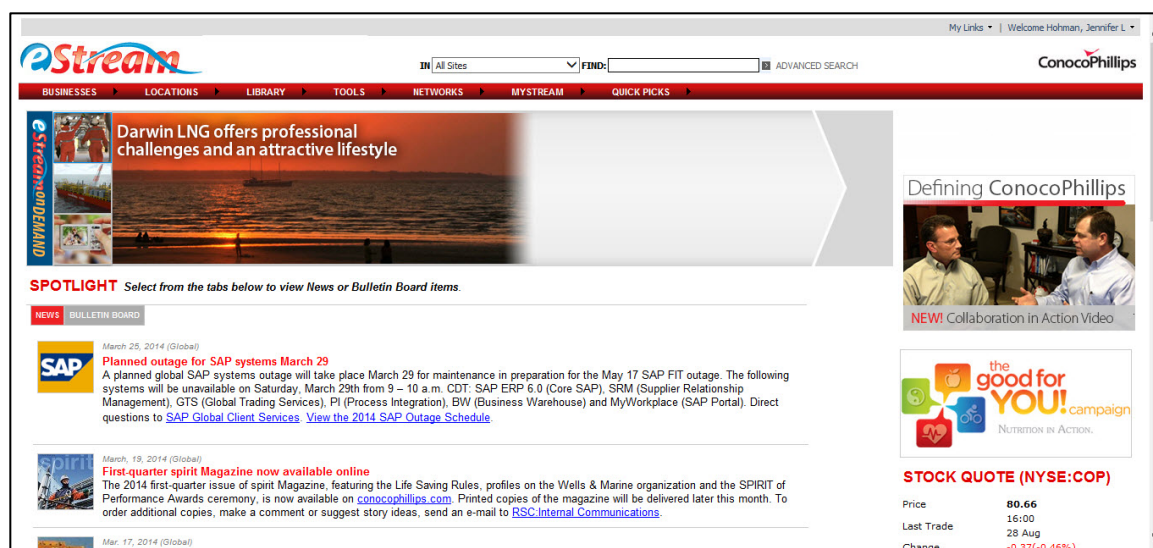 My Links | Welcome Hohman, Jennifer L
eStream
IN All Sites FIND: ADVANCED SEARCH
ConocoPhillips
BUSINESSES LOCATIONS LIBRARY TOOLS NETWORKS MYSTREAM QUICK PICKS
eStream onDEMAND
Darwin LNG offers professional
challenges and an attractive lifestyle
Defining ConocoPhillips
NEW! Collaboration in Action Video
SPOTLIGHT Select from the tabs below to view News or Bulletin Board items.
NEWS BULLETIN BOARD
SAP
March 25, 2014 (Global)
Planned outage for SAP systems March 29
A planned global SAP systems outage will take place March 29 for maintenance in preparation for the May 17 SAP FIT outage. The following
systems will be unavailable on Saturday, March 29th from 9 – 10 a.m. CDT: SAP ERP 6.0 (Core SAP), SRM (Supplier Relationship
Management), GTS (Global Trading Services), PI (Process Integration), BW (Business Warehouse) and MyWorkplace (SAP Portal). Direct
questions to SAP Global Client Services. View the 2014 SAP Outage Schedule.
the
good for
YOU! campaign
NUTRITION IN ACTION.
spirit
March, 19, 2014 (Global)
First-quarter spirit Magazine now available online
The 2014 first-quarter issue of spirit Magazine, featuring the Life Saving Rules, profiles on the Wells & Marine organization and the SPIRIT of
Performance Awards ceremony, is now available on conocophillips.com. Printed copies of the magazine will be delivered later this month. To
order additional copies, make a comment or suggest story ideas, send an e-mail to RSC:Internal Communications.
Mar. 17, 2014 (Global)
STOCK QUOTE (NYSE:COP)
Price 80.66
Last Trade 16:00
28 Aug
Change -0.37(-0.46%)